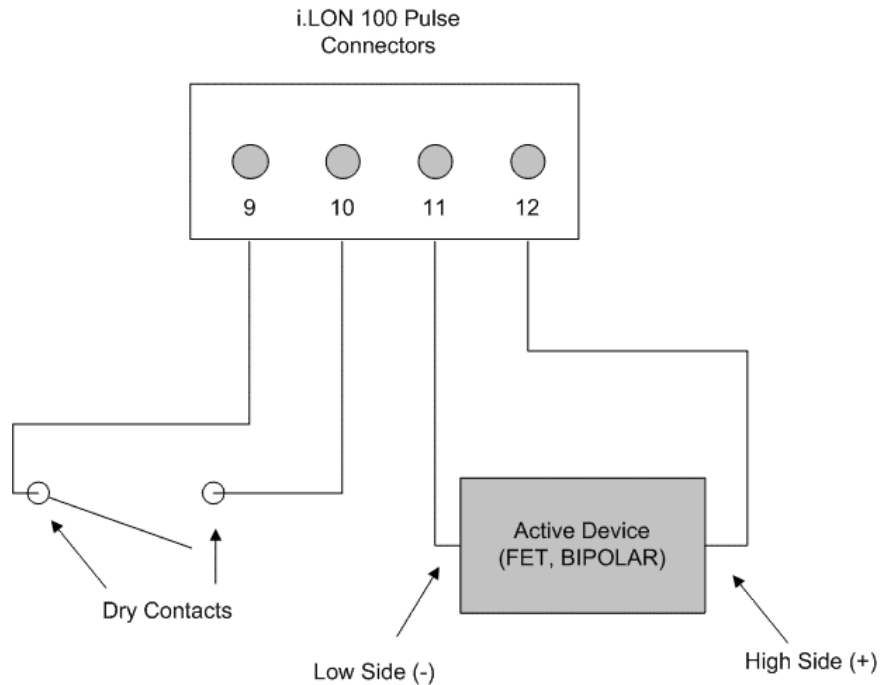 i.LON 100 Pulse
Connectors
9 10 11 12
Active Device
(FET, BIPOLAR)
Dry Contacts
Low Side (-)
High Side (+)